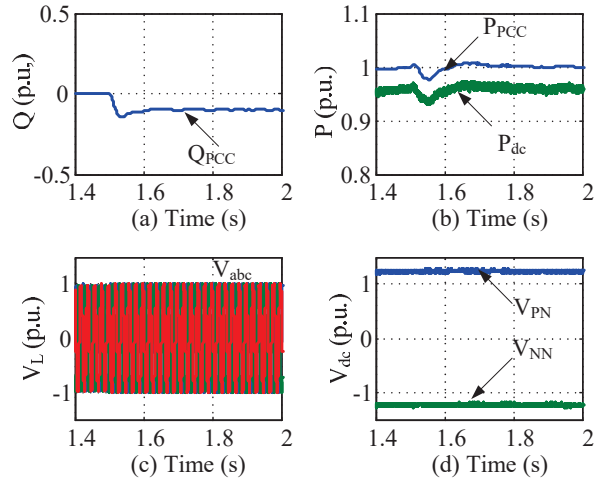 0.5
0
-0.5
1.4
1.6
1.8
2
Q (p.u,)
Q_PCC
(a) Time (s)
1.2
1.1
1
0.9
0.8
1.4
1.6
1.8
2
P (p.u.)
P_PCC
P_dc
(b) Time (s)
1
0
-1
1.4
1.6
1.8
2
V_L (p.u.)
V_abc
(c) Time (s)
1
0
-1
1.4
1.6
1.8
2
V_dc (p.u.)
V_PN
V_NN
(d) Time (s)